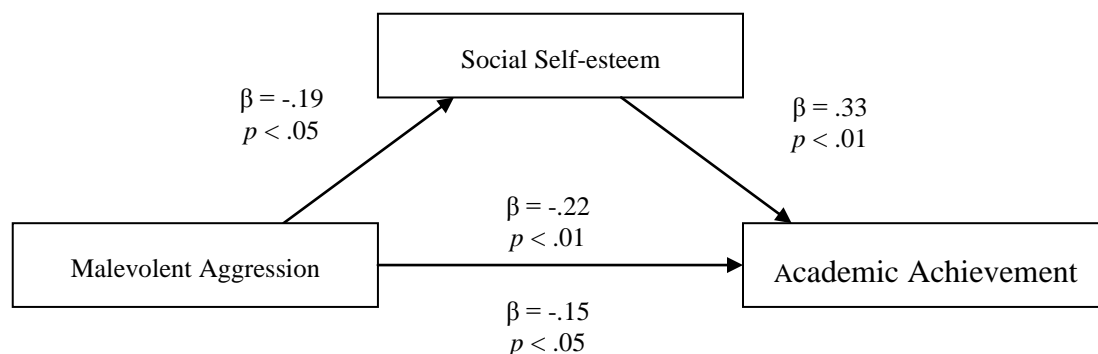 Social Self-esteem
β = -.19
p < .05
β = .33
p < .01
β = -.22
p < .01
Malevolent Aggression
Academic Achievement
β = -.15
p < .05